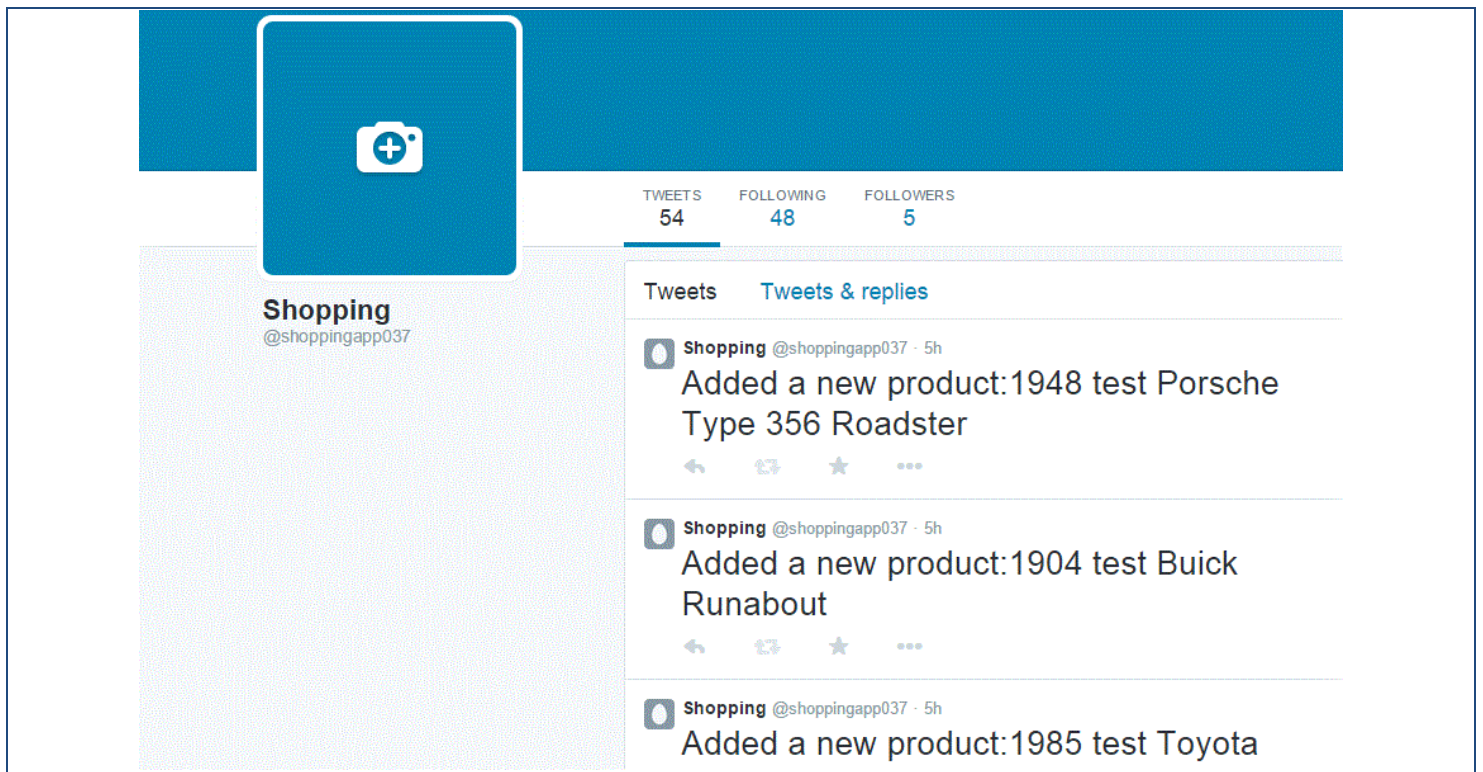 TWEETS FOLLOWING FOLLOWERS
54 48 5
Tweets Tweets & replies
Shopping
@shoppingapp037
Shopping @shoppingapp037 · 5h
Added a new product:1948 test Porsche
Type 356 Roadster
Shopping @shoppingapp037 · 5h
Added a new product:1904 test Buick
Runabout
Shopping @shoppingapp037 · 5h
Added a new product:1985 test Toyota